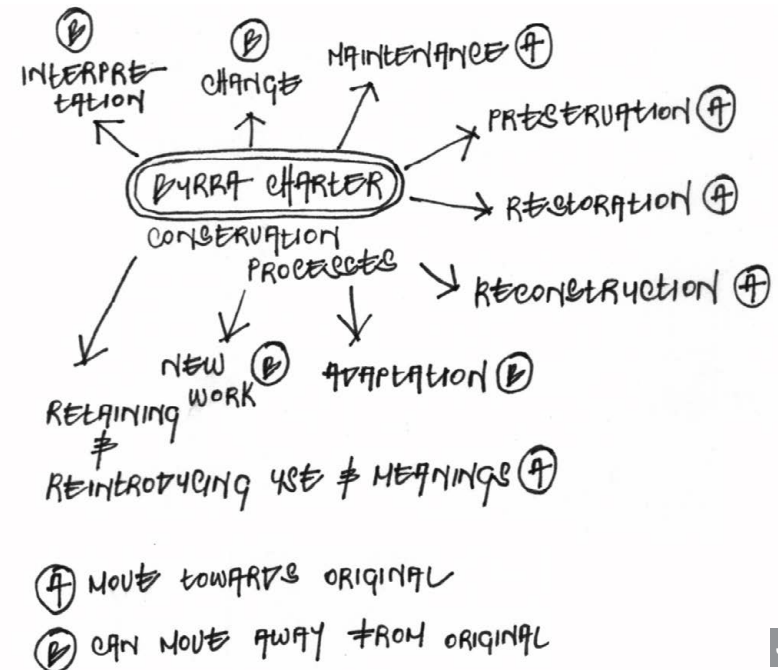 B
INTERPRE-
TATION
B
CHANGE
MAINTENANCE A
PRESERVATION A
BURRA CHARTER
RESTORATION A
CONSERVATION
PROCESSES
RECONSTRUCTION A
NEW B
WORK
ADAPTATION B
RETAINING
&
REINTRODUCING USE & MEANINGS A
A MOVE TOWARDS ORIGINAL
B CAN MOVE AWAY FROM ORIGINAL